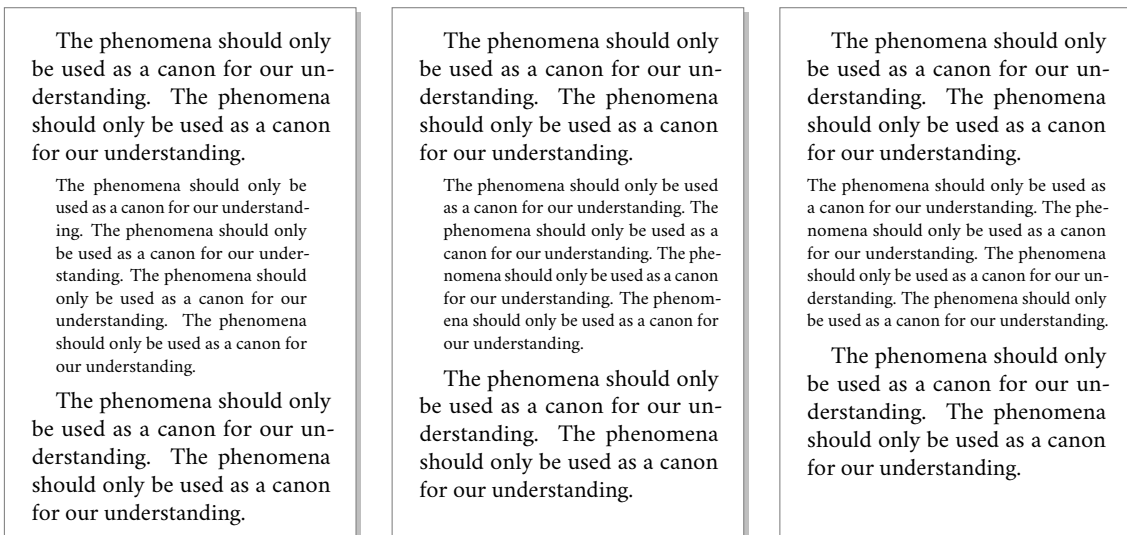 The phenomena should only
be used as a canon for our un-
derstanding. The phenomena
should only be used as a canon
for our understanding.
The phenomena should only be
used as a canon for our understand-
ing. The phenomena should only
be used as a canon for our under-
standing. The phenomena should
only be used as a canon for our
understanding. The phenomena
should only be used as a canon for
our understanding.
The phenomena should only
be used as a canon for our un-
derstanding. The phenomena
should only be used as a canon
for our understanding.
The phenomena should only
be used as a canon for our un-
derstanding. The phenomena
should only be used as a canon
for our understanding.
The phenomena should only be used
as a canon for our understanding. The
phenomena should only be used as a
canon for our understanding. The phe-
nomena should only be used as a canon
for our understanding. The phenom-
ena should only be used as a canon for
our understanding.
The phenomena should only
be used as a canon for our un-
derstanding. The phenomena
should only be used as a canon
for our understanding.
The phenomena should only
be used as a canon for our un-
derstanding. The phenomena
should only be used as a canon
for our understanding.
The phenomena should only be used as
a canon for our understanding. The phe-
nomena should only be used as a canon
for our understanding. The phenomena
should only be used as a canon for our un-
derstanding. The phenomena should only
be used as a canon for our understanding.
The phenomena should only
be used as a canon for our un-
derstanding. The phenomena
should only be used as a canon
for our understanding.